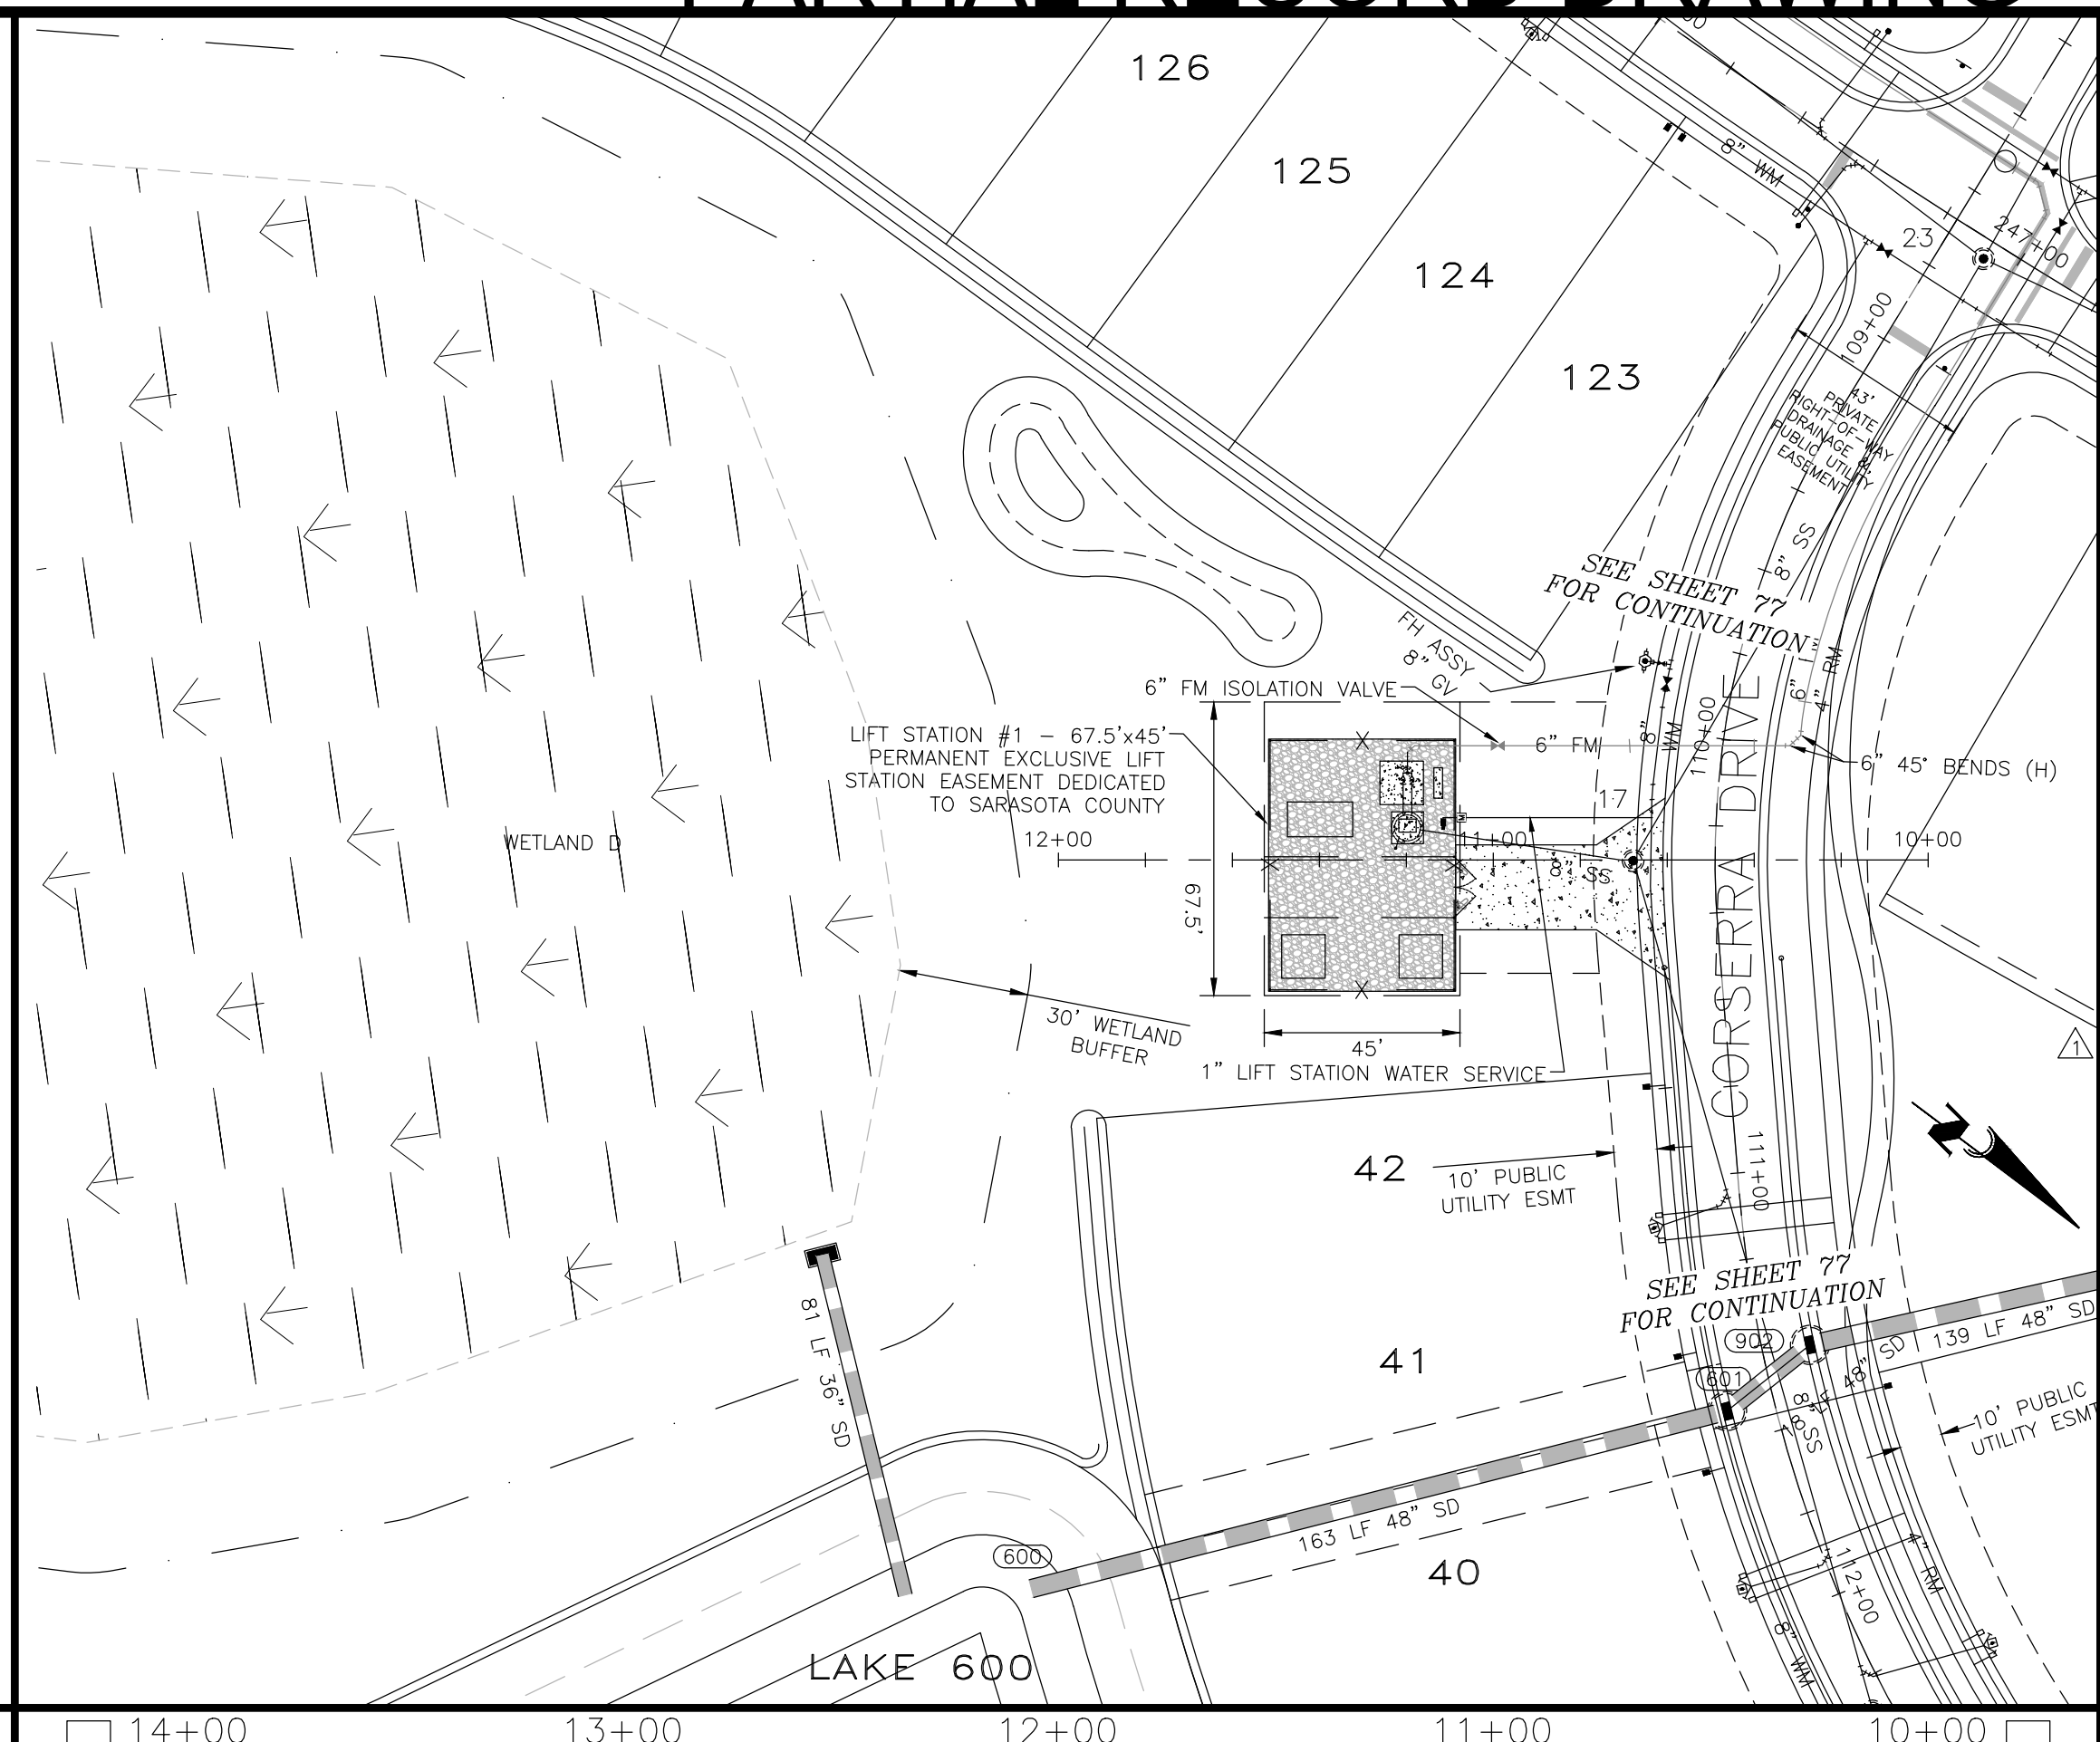 PARTIAL RECORD DRAWING
126
125
124
123
8" WM
23
247+00
109+00
43'
PRIVATE
RIGHT-OF-WAY
DRAINAGE &
PUBLIC UTILITY
EASEMENT
8" SS
SEE SHEET 77
FOR CONTINUATION
FH ASSY
8" GV
6" FM ISOLATION VALVE
6" FM
8" WM
110+00
6"
4" RM
6" 45° BENDS (H)
LIFT STATION #1 - 67.5'x45'
PERMANENT EXCLUSIVE LIFT
STATION EASEMENT DEDICATED
TO SARASOTA COUNTY
17
12+00
11+00
10+00
8" SS
WETLAND D
67.5'
45'
CORSERRA DRIVE
30' WETLAND
BUFFER
1" LIFT STATION WATER SERVICE
1
N
42
10' PUBLIC
UTILITY ESMT
111+00
SEE SHEET 77
FOR CONTINUATION
902
139 LF 48" SD
601
18 LF 48" SD
8" SS
10' PUBLIC
UTILITY ESMT
81 LF 36" SD
41
163 LF 48" SD
600
40
4" RM
112+00
8" WM
LAKE 600
14+00
13+00
12+00
11+00
10+00